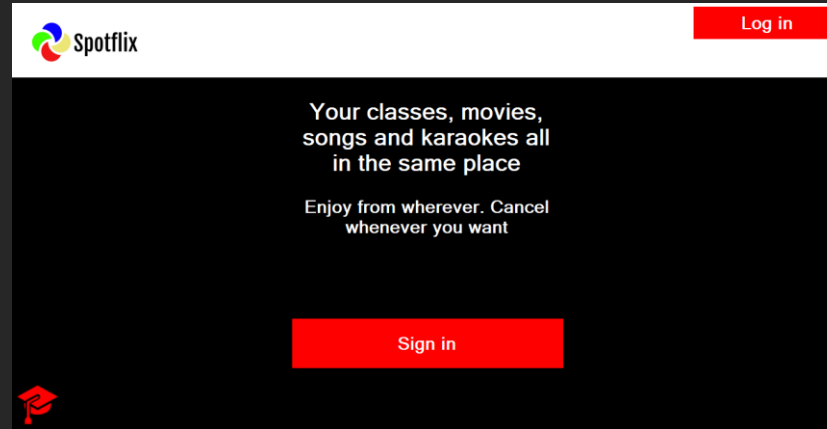 Spotflix
Log in
Your classes, movies,
songs and karaokes all
in the same place
Enjoy from wherever. Cancel
whenever you want
Sign in